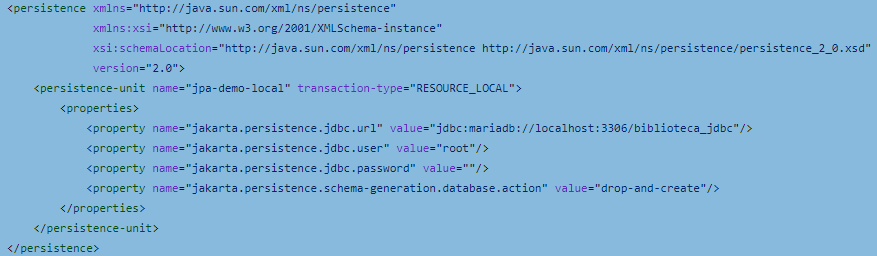 <persistence xmlns="http://java.sun.com/xml/ns/persistence"
xmlns:xsi="http://www.w3.org/2001/XMLSchema-instance"
xsi:schemaLocation="http://java.sun.com/xml/ns/persistence http://java.sun.com/xml/ns/persistence/persistence_2_0.xsd"
version="2.0">
<persistence-unit name="jpa-demo-local" transaction-type="RESOURCE_LOCAL">
<properties>
<property name="jakarta.persistence.jdbc.url" value="jdbc:mariadb://localhost:3306/biblioteca_jdbc"/>
<property name="jakarta.persistence.jdbc.user" value="root"/>
<property name="jakarta.persistence.jdbc.password" value=""/>
<property name="jakarta.persistence.schema-generation.database.action" value="drop-and-create"/>
</properties>
</persistence-unit>
</persistence>